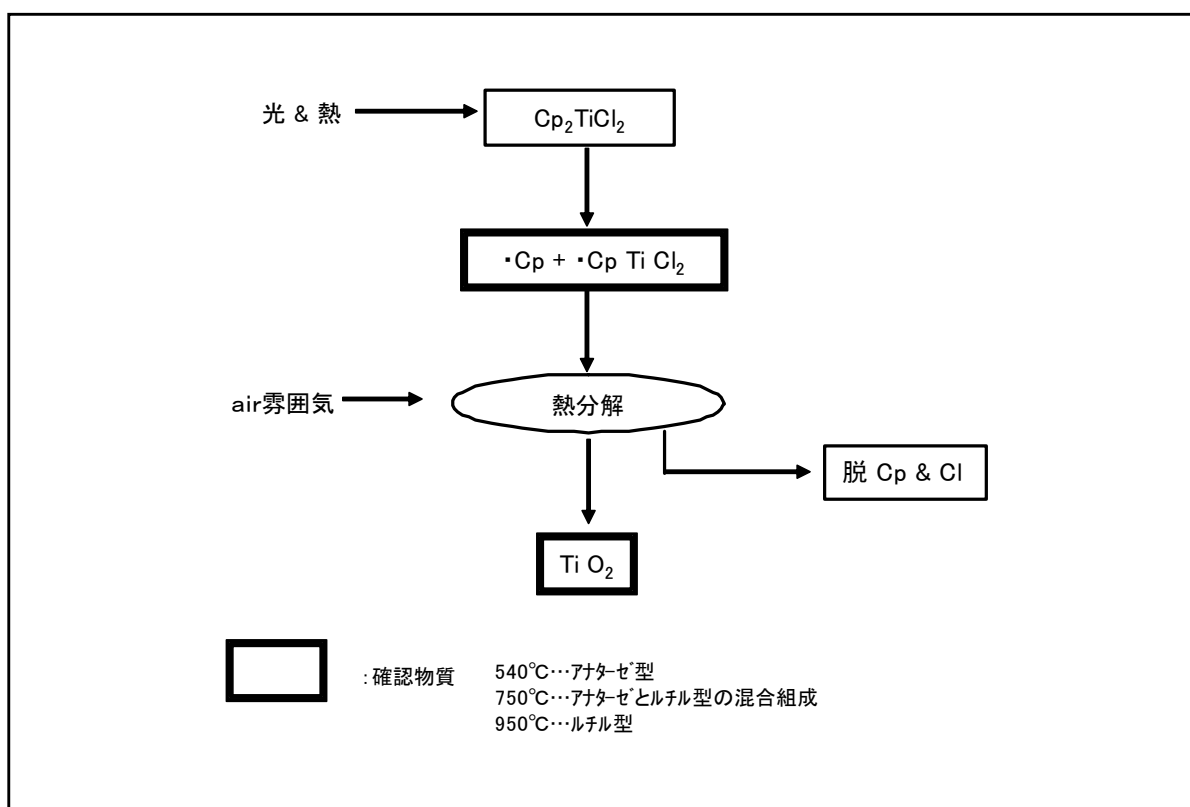 光 & 熱
Cp₂TiCl₂
・Cp + ・Cp Ti Cl₂
air雰囲気
熱分解
脱 Cp & Cl
Ti O₂
:確認物質
540℃…ｱﾅﾀｰｾﾞ型
750℃…ｱﾅﾀｰｾﾞとﾙﾁﾙ型の混合組成
950℃…ﾙﾁﾙ型